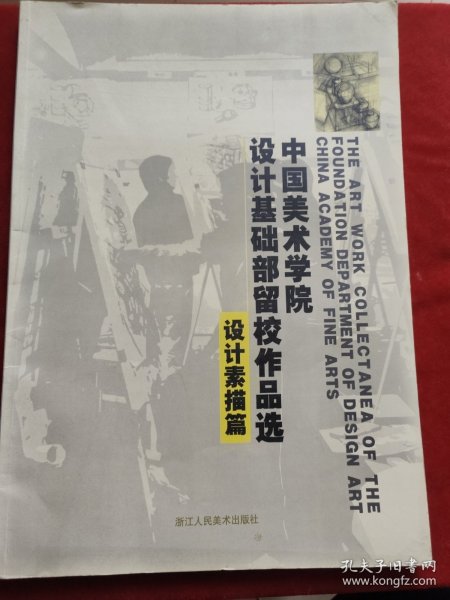 THE ART WORK COLLECTANEA OF THE
FOUNDATION DEPARTMENT OF DESIGN ART
CHINA ACADEMY OF FINE ARTS
中国美术学院
设计基础部留校作品选
设计素描篇
浙江人民美术出版社
孔夫子旧书网
www.kongfz.com